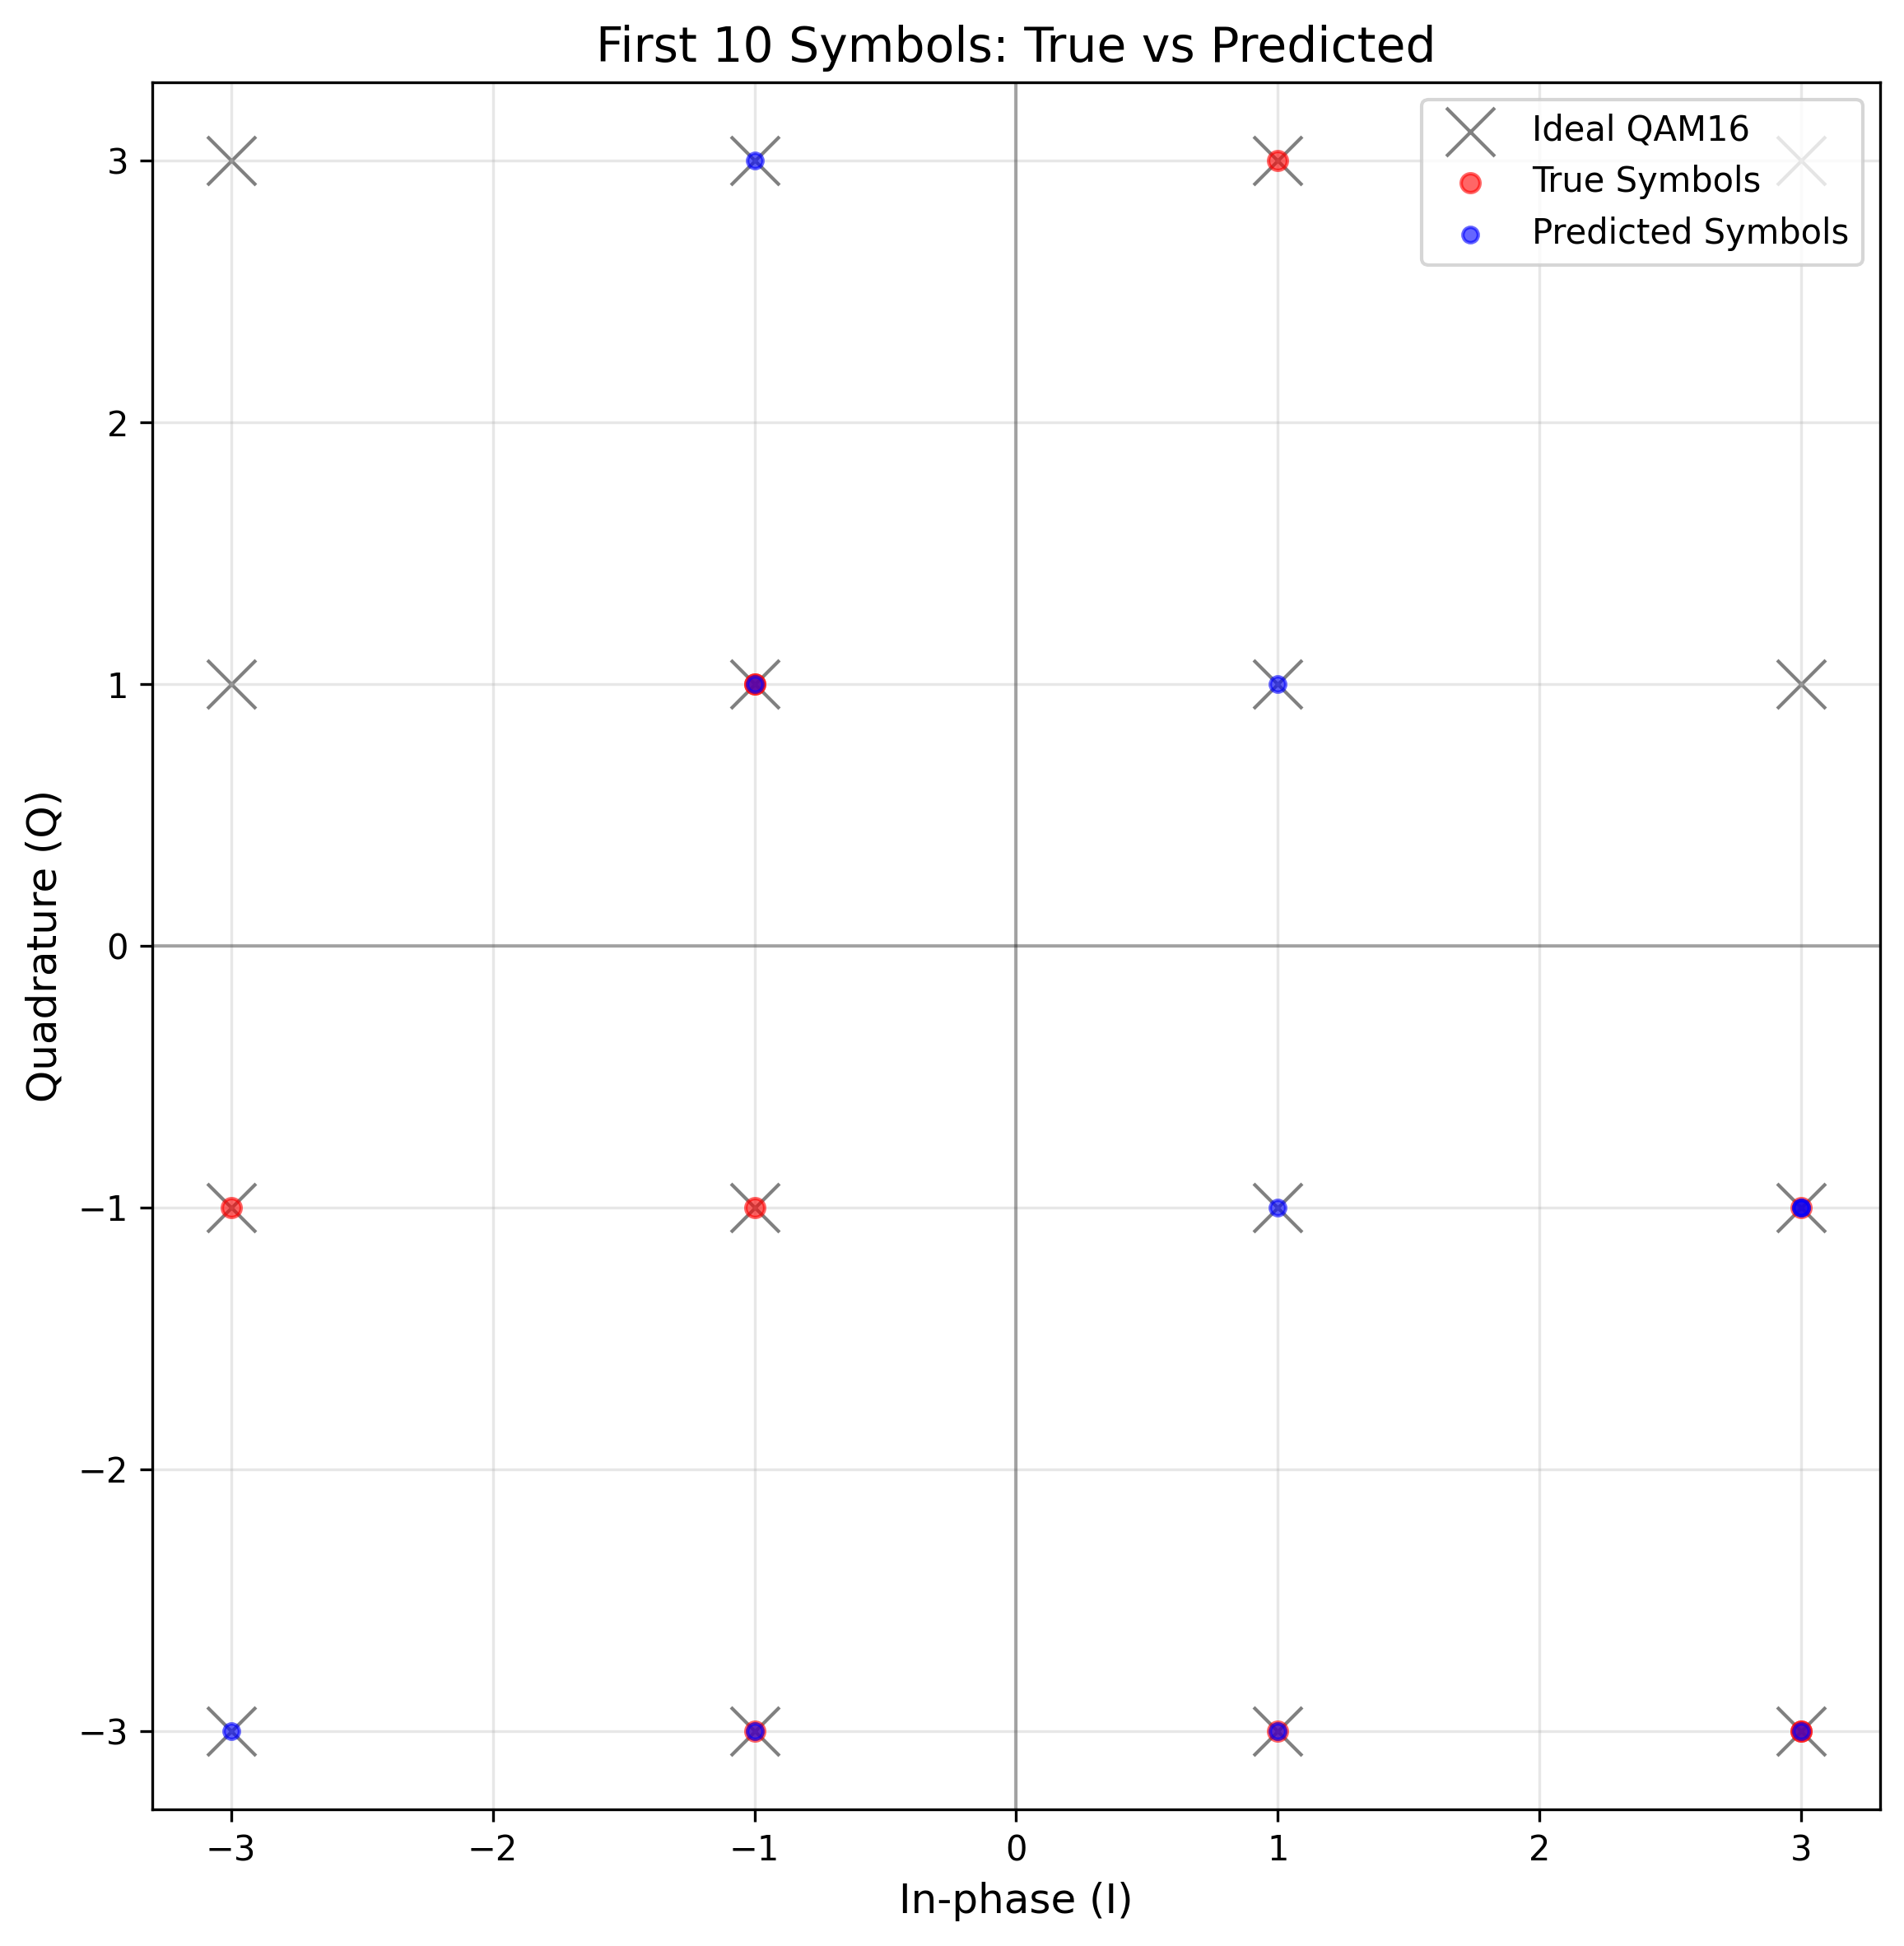 First 10 Symbols: True vs Predicted
Ideal QAM16
True Symbols
Predicted Symbols
Quadrature (Q)
3
2
1
0
−1
−2
−3
−3
−2
−1
0
1
2
3
In-phase (I)